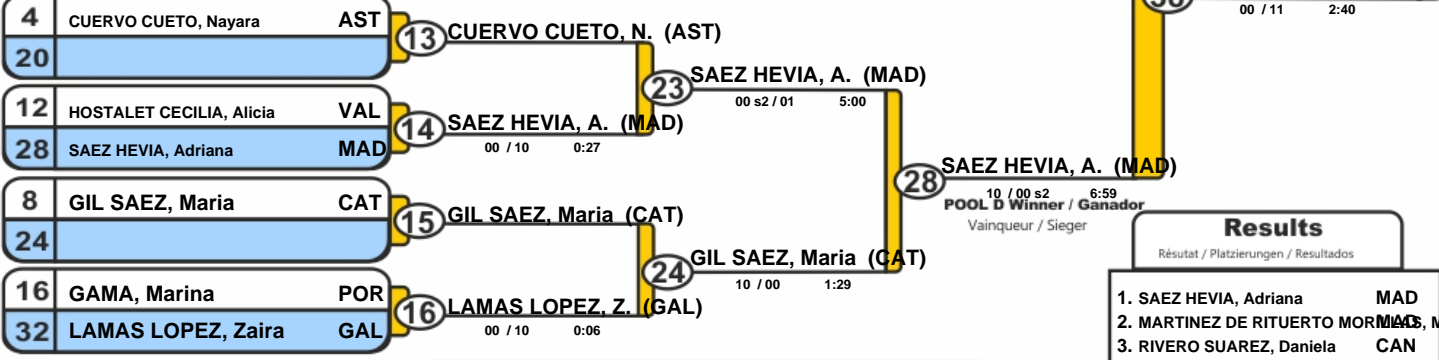 4 CUERVO CUETO, Nayara AST
20
12 HOSTALET CECILIA, Alicia VAL
28 SAEZ HEVIA, Adriana MAD
8 GIL SAEZ, Maria CAT
24
16 GAMA, Marina POR
32 LAMAS LOPEZ, Zaira GAL
13 CUERVO CUETO, N. (AST)
14 SAEZ HEVIA, A. (MAD)
00 / 10 0:27
15 GIL SAEZ, Maria (CAT)
16 LAMAS LOPEZ, Z. (GAL)
00 / 10 0:06
23 SAEZ HEVIA, A. (MAD)
00 s2 / 01 5:00
24 GIL SAEZ, Maria (CAT)
10 / 00 1:29
28 SAEZ HEVIA, A. (MAD)
10 / 00 s2 6:59
POOL D Winner / Ganador
Vainqueur / Sieger
00 / 11 2:40
Results
Résutat / Platzierungen / Resultados
1. SAEZ HEVIA, Adriana MAD
2. MARTINEZ DE RITUERTO MORILLAS, M MAD
3. RIVERO SUAREZ, Daniela CAN